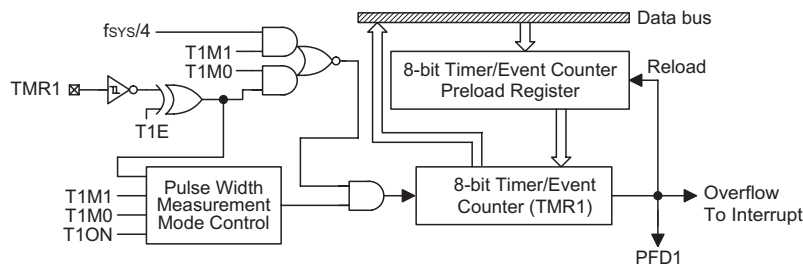 Data bus
fSYS/4
T1M1
T1M0
TMR1
T1E
8-bit Timer/Event Counter
Preload Register
Reload
T1M1
T1M0
T1ON
Pulse Width
Measurement
Mode Control
8-bit Timer/Event
Counter (TMR1)
Overflow
To Interrupt
PFD1